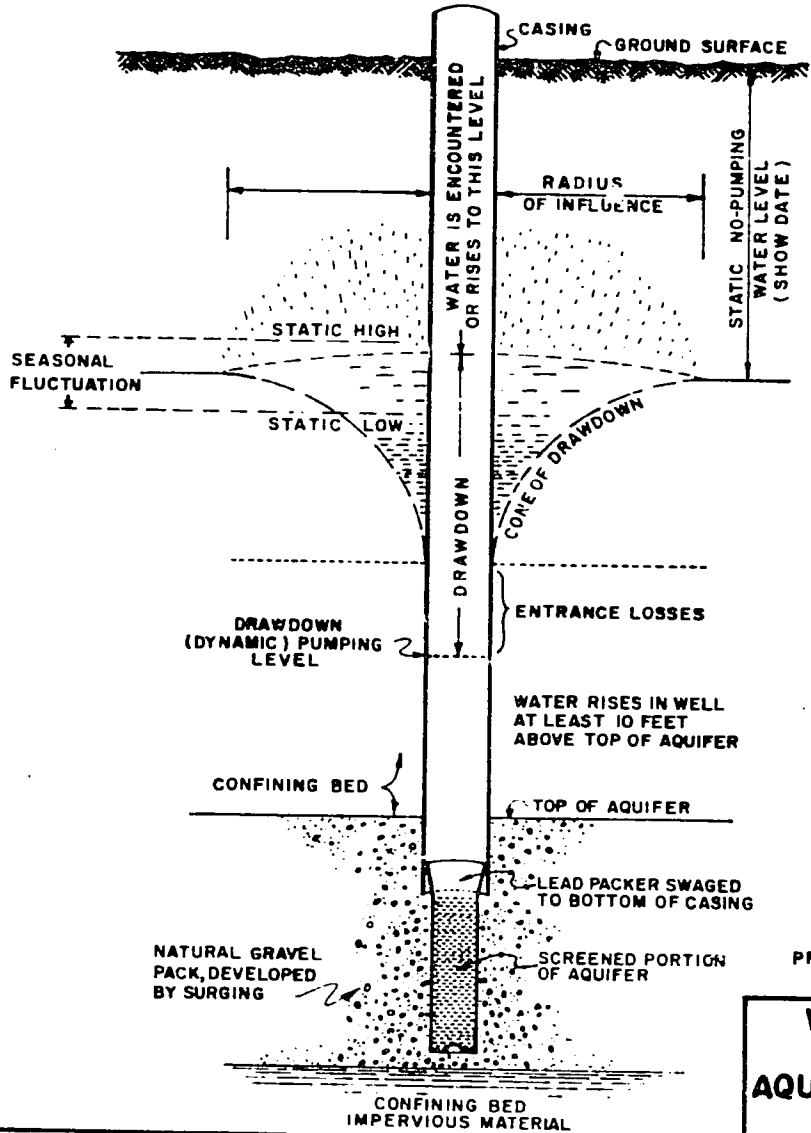 CASING
GROUND SURFACE
WATER IS ENCOUNTERED
OR RISES TO THIS LEVEL
RADIUS
OF INFLUENCE
STATIC NO-PUMPING
WATER LEVEL
(SHOW DATE)
STATIC HIGH
SEASONAL
FLUCTUATION
STATIC LOW
CONE OF DRAWDOWN
DRAWDOWN
ENTRANCE LOSSES
DRAWDOWN
(DYNAMIC) PUMPING
LEVEL
WATER RISES IN WELL
AT LEAST 10 FEET
ABOVE TOP OF AQUIFER
CONFINING BED
TOP OF AQUIFER
LEAD PACKER SWAGED
TO BOTTOM OF CASING
NATURAL GRAVEL
PACK, DEVELOPED
BY SURGING
SCREENED PORTION
OF AQUIFER
AQU
CONFINING BED
IMPERVIOUS MATERIAL